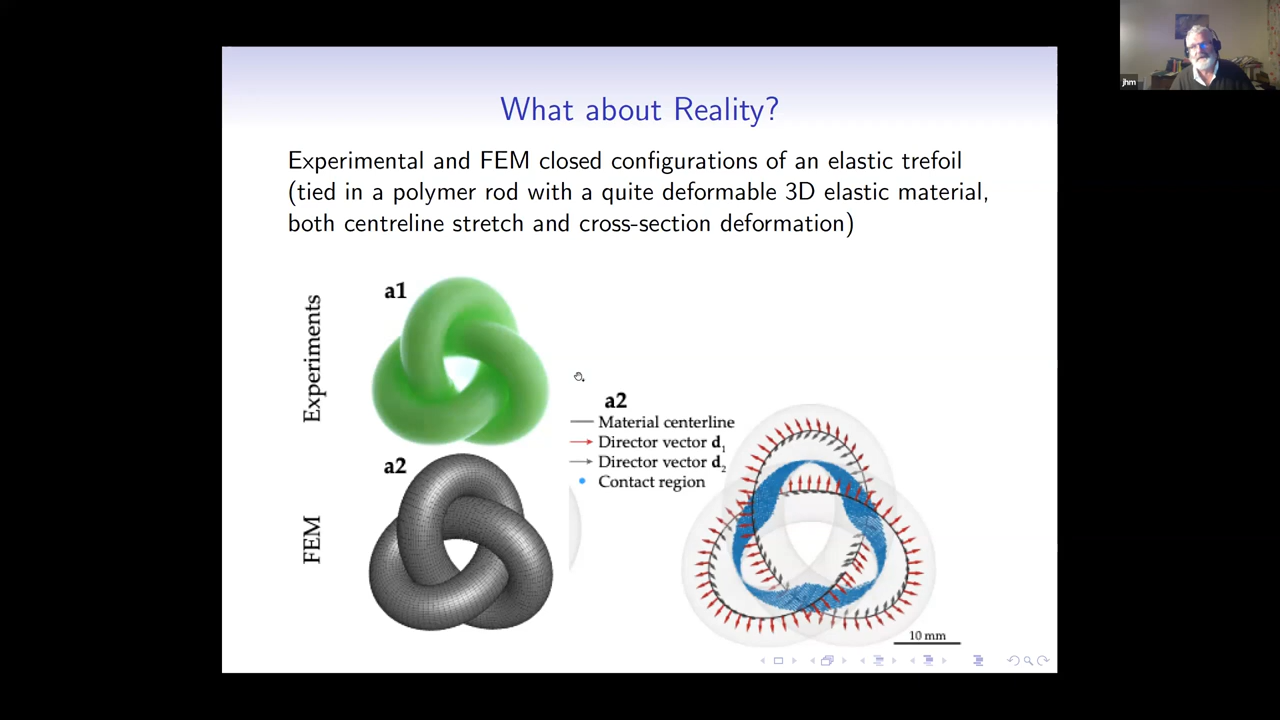 What about Reality?
Experimental and FEM closed configurations of an elastic trefoil
(tied in a polymer rod with a quite deformable 3D elastic material,
both centreline stretch and cross-section deformation)
Experiments
a1
FEM
a2
a2
Material centerline
Director vector d₁
Director vector d₂
Contact region
10 mm
jhm